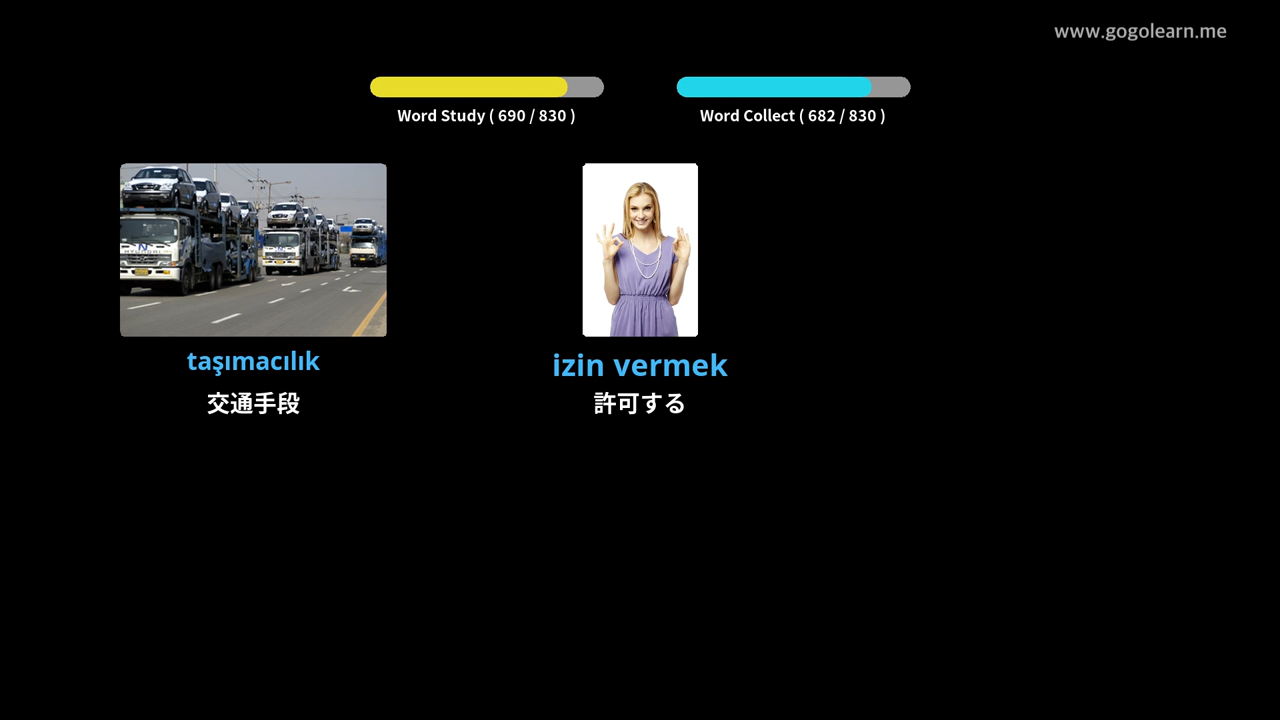 www.gogolearn.me
Word Study ( 690 / 830 )
Word Collect ( 682 / 830 )
taşımacılık
交通手段
izin vermek
許可する